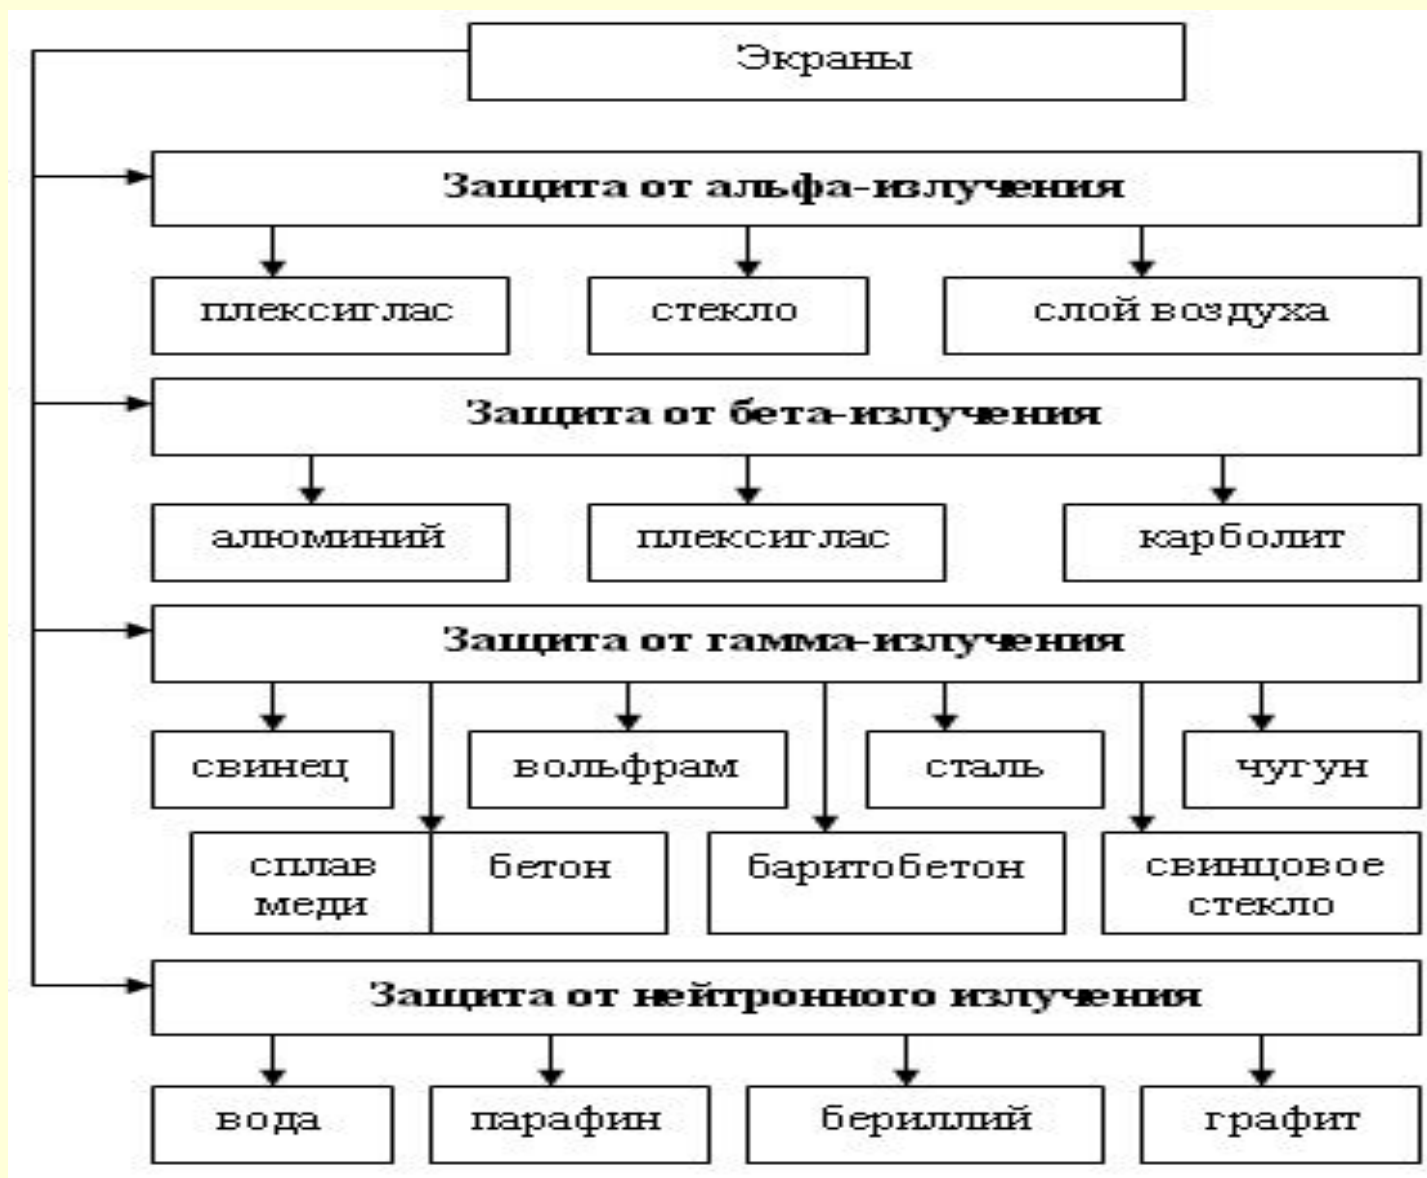 Экраны
Защита от альфа-излучения
плексиглас
стекло
слой воздуха
Защита от бета-излучения
алюминий
плексиглас
карболит
Защита от гамма-излучения
свинец
вольфрам
сталь
чугун
сплав
меди
бетон
баритобетон
свинцовое
стекло
Защита от нейтронного излучения
вода
парафин
бериллий
графит